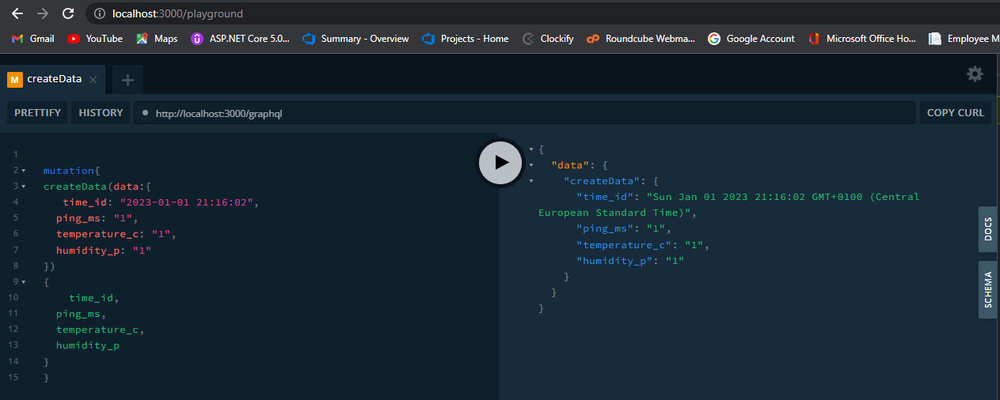 localhost:3000/playground
Gmail YouTube Maps ASP.NET Core 5.0... Summary - Overview Projects - Home Clockify Roundcube Webma... Google Account Microsoft Office Ho... Employee M
M createData
PRETTIFY HISTORY http://localhost:3000/graphql COPY CURL
1
2 mutation{
3 createData(data:{
4 time_id: "2023-01-01 21:16:02",
5 ping_ms: "1",
6 temperature_c: "1",
7 humidity_p: "1"
8 })
9 {
10 time_id,
11 ping_ms,
12 temperature_c,
13 humidity_p
14 }
15 }
{
"data": {
"createData": {
"time_id": "Sun Jan 01 2023 21:16:02 GMT+0100 (Central
European Standard Time)",
"ping_ms": "1",
"temperature_c": "1",
"humidity_p": "1"
}
}
}
DOCS
SCHEMA